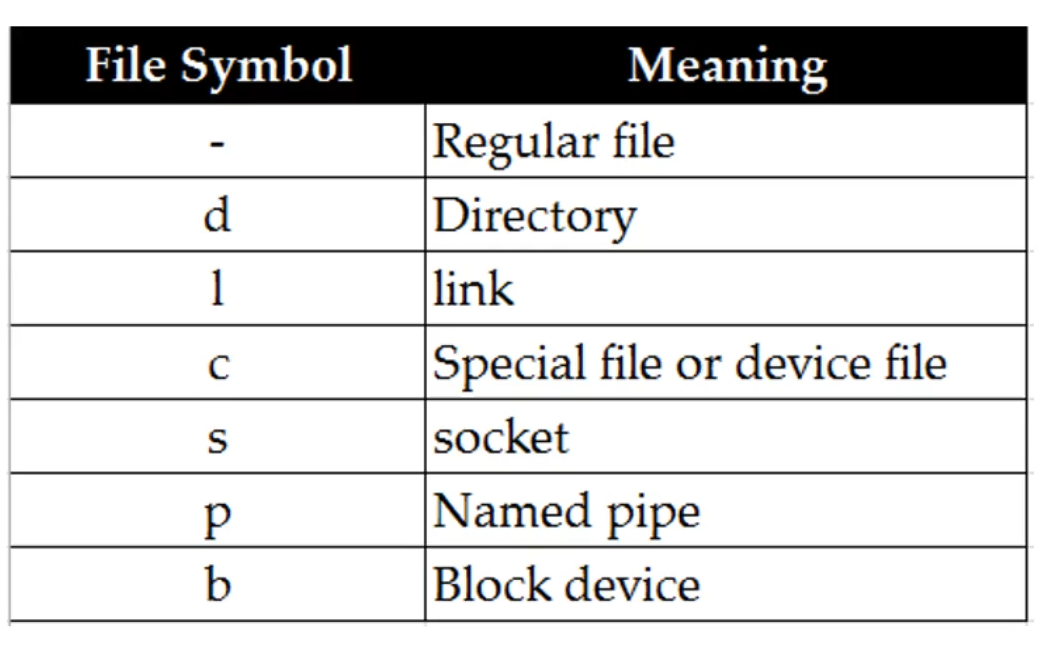 File Symbol Meaning
- Regular file
d Directory
l link
c Special file or device file
s socket
p Named pipe
b Block device